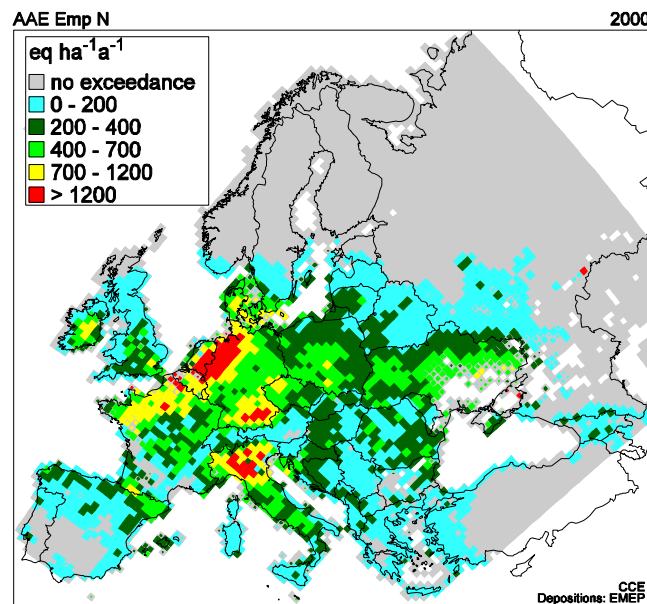 AAE Emp N 2000
eq ha⁻¹a⁻¹
no exceedance
0 - 200
200 - 400
400 - 700
700 - 1200
> 1200
CCE
Depositions: EMEP